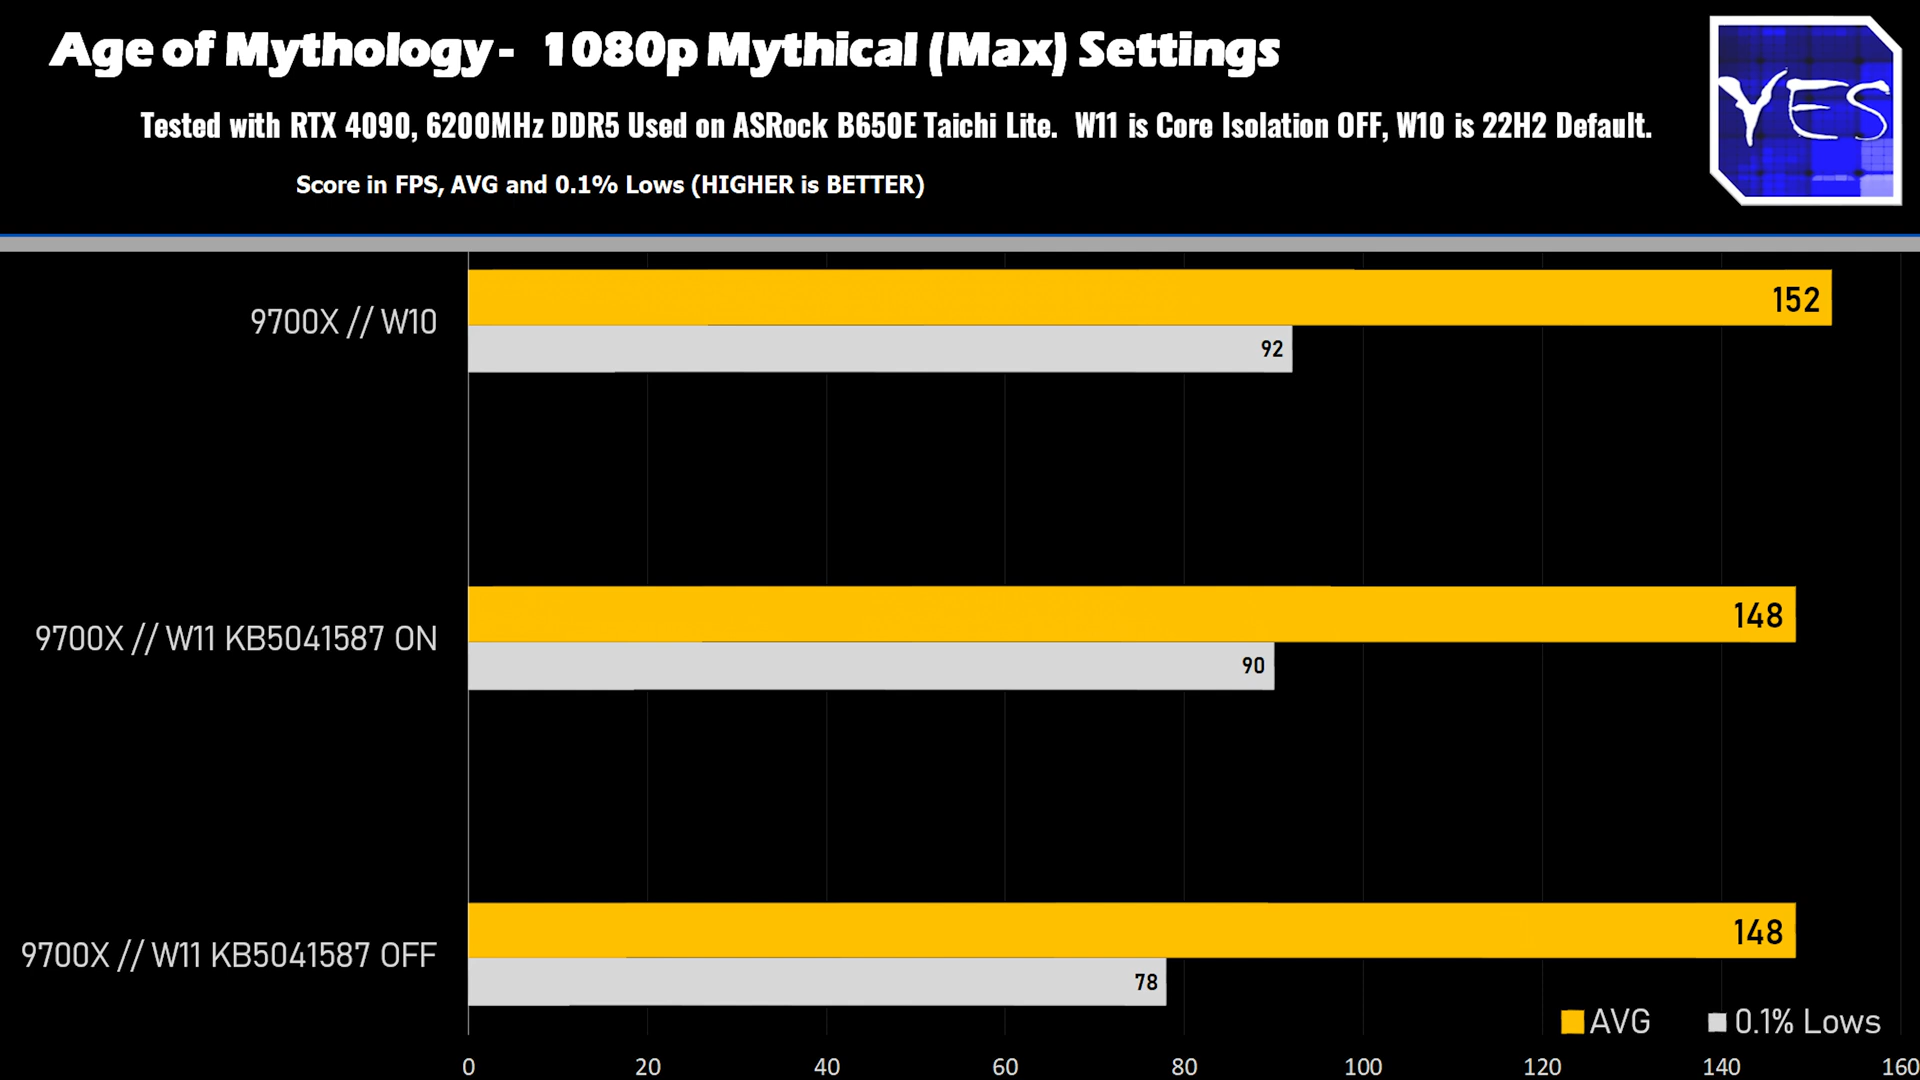 Age of Mythology - 1080p Mythical (Max) Settings
YES
Tested with RTX 4090, 6200MHz DDR5 Used on ASRock B650E Taichi Lite. W11 is Core Isolation OFF, W10 is 22H2 Default.
Score in FPS, AVG and 0.1% Lows (HIGHER is BETTER)
9700X // W10
152
92
9700X // W11 KB5041587 ON
148
90
9700X // W11 KB5041587 OFF
148
78
AVG 0.1% Lows
0 20 40 60 80 100 120 140 160